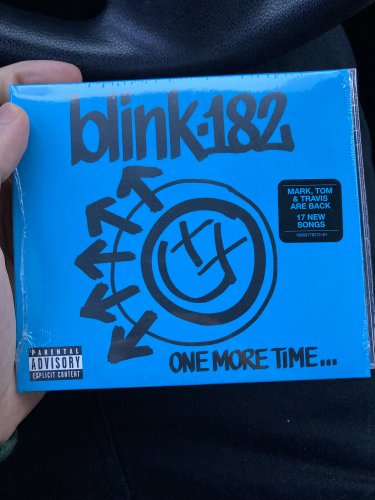 blink-182
MARK, TOM
& TRAVIS
ARE BACK
17 NEW
SONGS
PARENTAL
ADVISORY
EXPLICIT CONTENT
ONE MORE TIME...